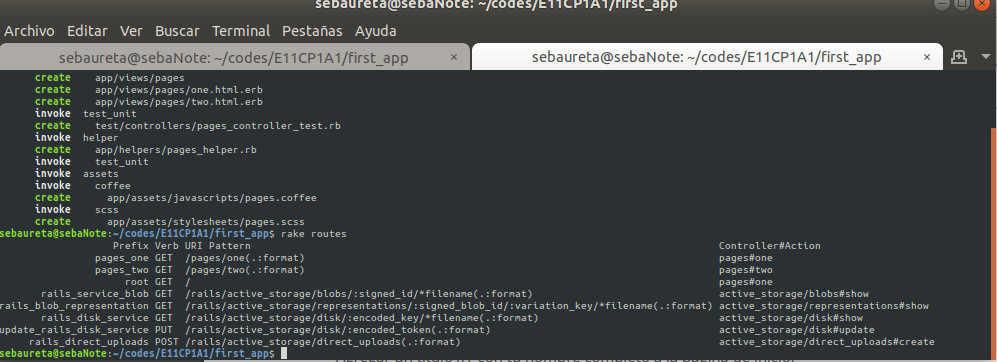 sebaureta@sebaNote: ~/codes/E11CP1A1/first_app
Archivo Editar Ver Buscar Terminal Pestañas Ayuda
sebaureta@sebaNote: ~/codes/E11CP1A1/first_app × sebaureta@sebaNote: ~/codes/E11CP1A1/first_app ×
create app/views/pages
create app/views/pages/one.html.erb
create app/views/pages/two.html.erb
invoke test_unit
create test/controllers/pages_controller_test.rb
invoke helper
create app/helpers/pages_helper.rb
invoke test_unit
invoke assets
invoke coffee
create app/assets/javascripts/pages.coffee
invoke scss
create app/assets/stylesheets/pages.scss
sebaureta@sebaNote:~/codes/E11CP1A1/first_app$ rake routes
Prefix Verb URI Pattern Controller#Action
pages_one GET /pages/one(.:format) pages#one
pages_two GET /pages/two(.:format) pages#two
root GET / pages#one
rails_service_blob GET /rails/active_storage/blobs/:signed_id/*filename(.:format) active_storage/blobs#show
rails_blob_representation GET /rails/active_storage/representations/:signed_blob_id/:variation_key/*filename(.:format) active_storage/representations#show
rails_disk_service GET /rails/active_storage/disk/:encoded_key/*filename(.:format) active_storage/disk#show
update_rails_disk_service PUT /rails/active_storage/disk/:encoded_token(.:format) active_storage/disk#update
rails_direct_uploads POST /rails/active_storage/direct_uploads(.:format) active_storage/direct_uploads#create
sebaureta@sebaNote:~/codes/E11CP1A1/first_app$